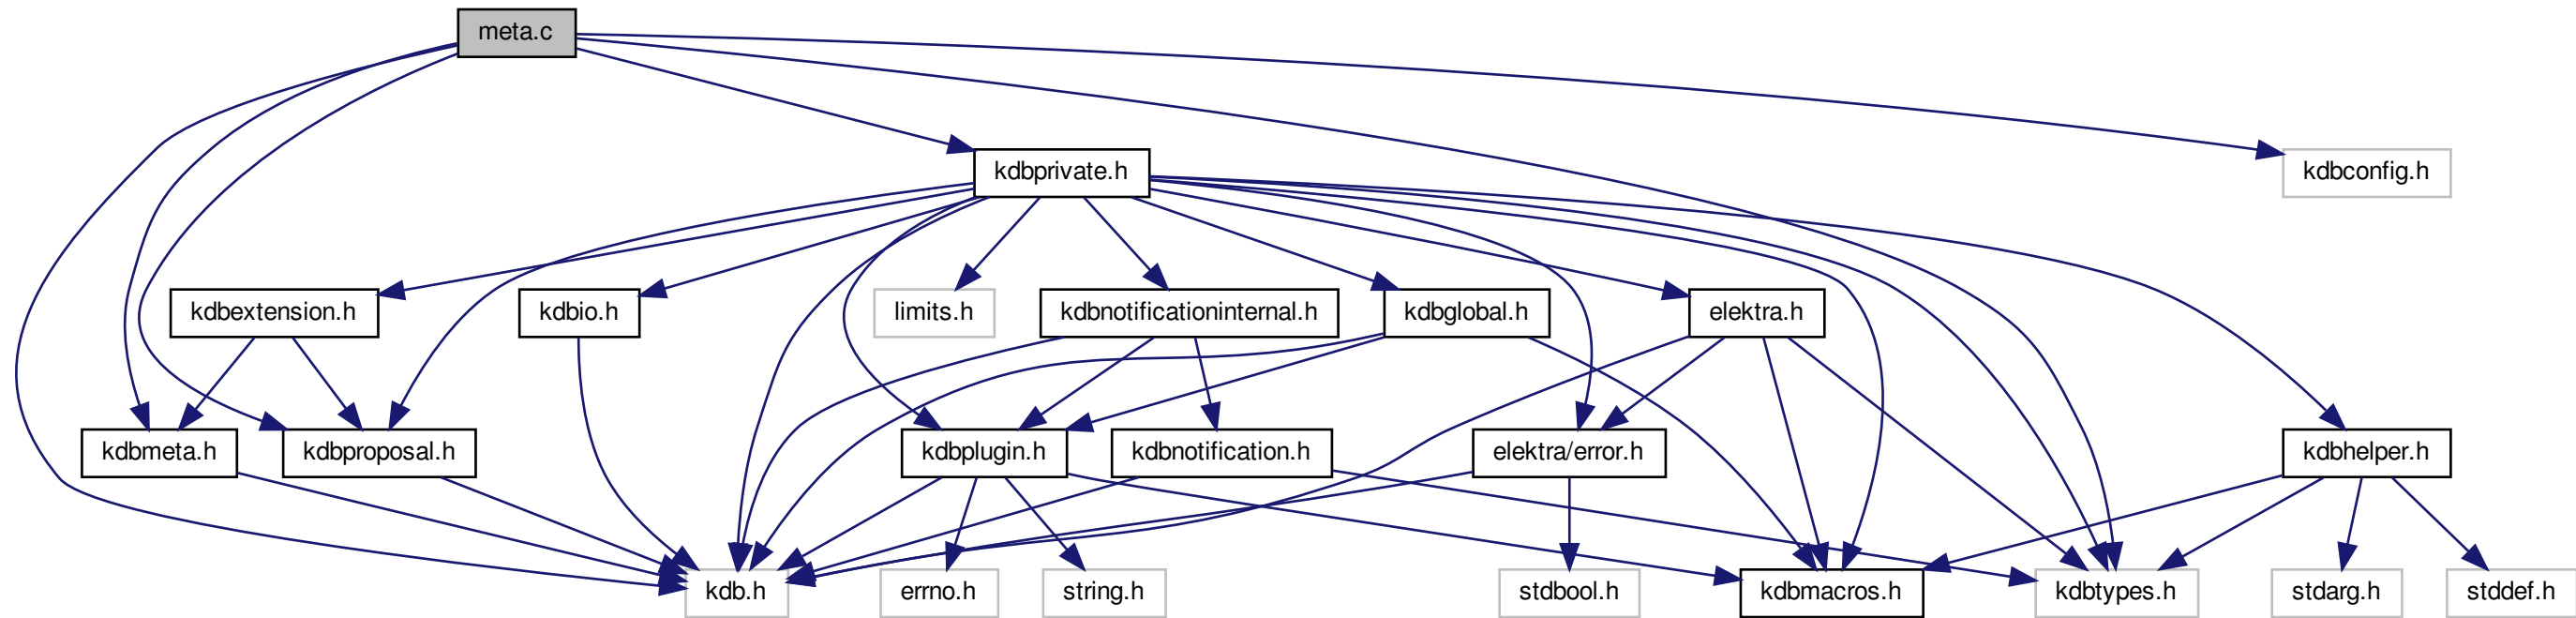 meta.c
kdbprivate.h
kdbconfig.h
kdbextension.h
kdbio.h
limits.h
kdbnotificationinternal.h
kdbglobal.h
elektra.h
kdbmeta.h
kdbproposal.h
kdbplugin.h
kdbnotification.h
elektra/error.h
kdbhelper.h
kdb.h
errno.h
string.h
stdbool.h
kdbmacros.h
kdbtypes.h
stdarg.h
stddef.h